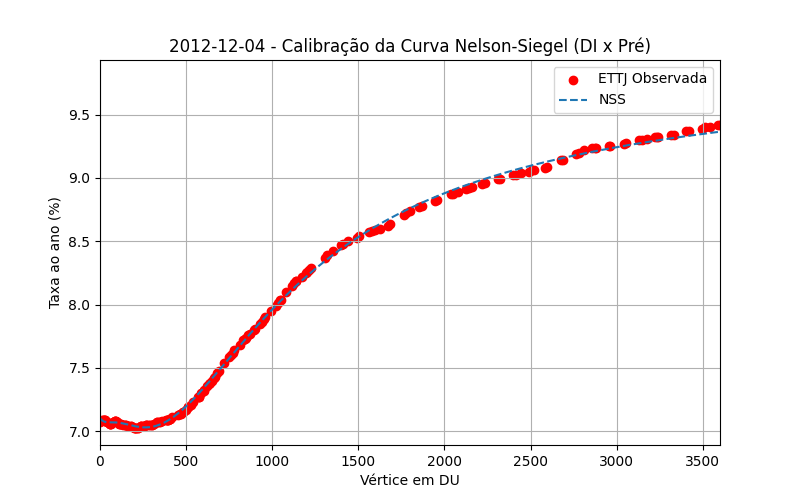 2012-12-04 - Calibração da Curva Nelson-Siegel (DI x Pré)
ETTJ Observada
NSS
9.5
9.0
8.5
8.0
7.5
7.0
Taxa ao ano (%)
0 500 1000 1500 2000 2500 3000 3500
Vértice em DU